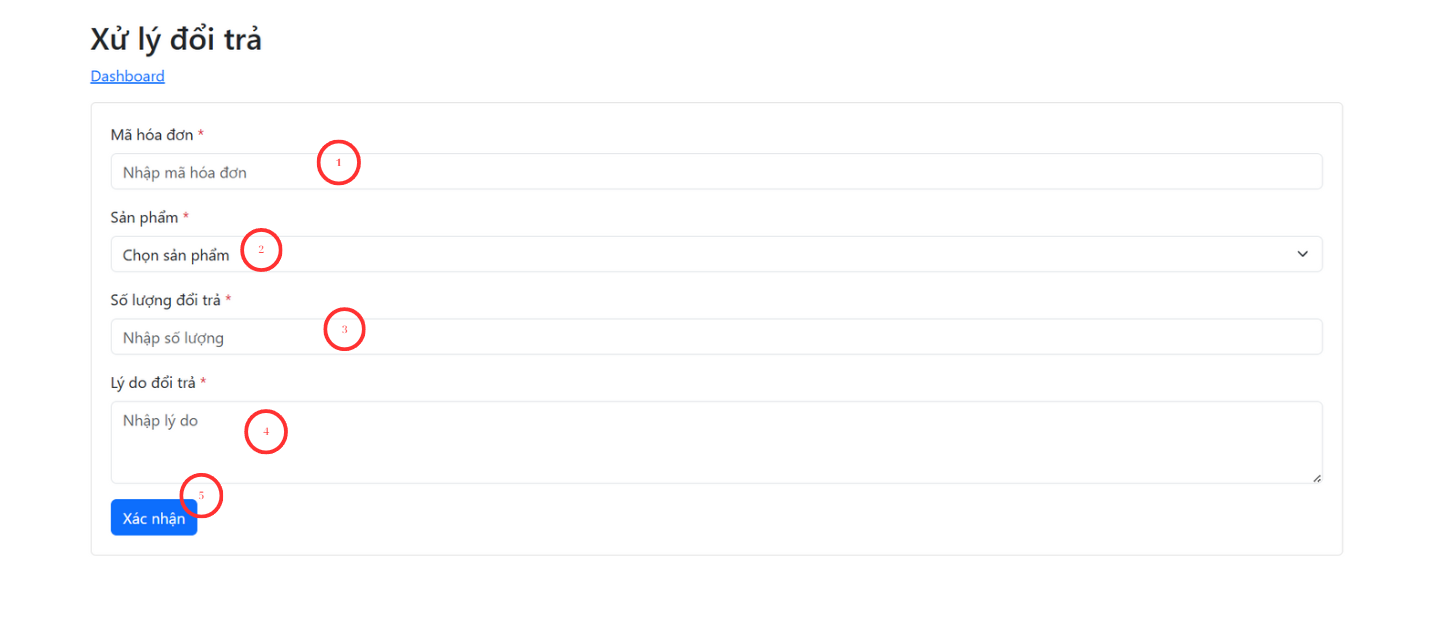 Xử lý đổi trả
Dashboard
Mã hóa đơn *
Nhập mã hóa đơn
1
Sản phẩm *
Chọn sản phẩm
2
Số lượng đổi trả *
Nhập số lượng
3
Lý do đổi trả *
Nhập lý do
4
5
Xác nhận